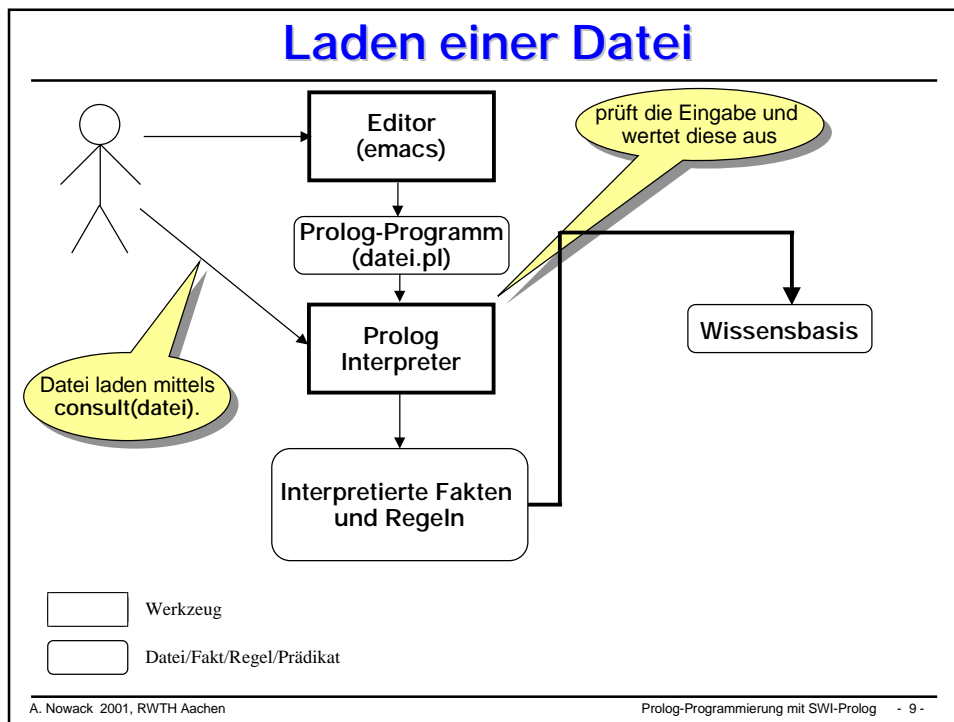 Laden einer Datei
Editor
(emacs)
prüft die Eingabe und
wertet diese aus
Prolog-Programm
(datei.pl)
Prolog
Interpreter
Wissensbasis
Datei laden mittels
consult(datei).
Interpretierte Fakten
und Regeln
Werkzeug
Datei/Fakt/Regel/Prädikat
A. Nowack 2001, RWTH Aachen
Prolog-Programmierung mit SWI-Prolog - 9 -